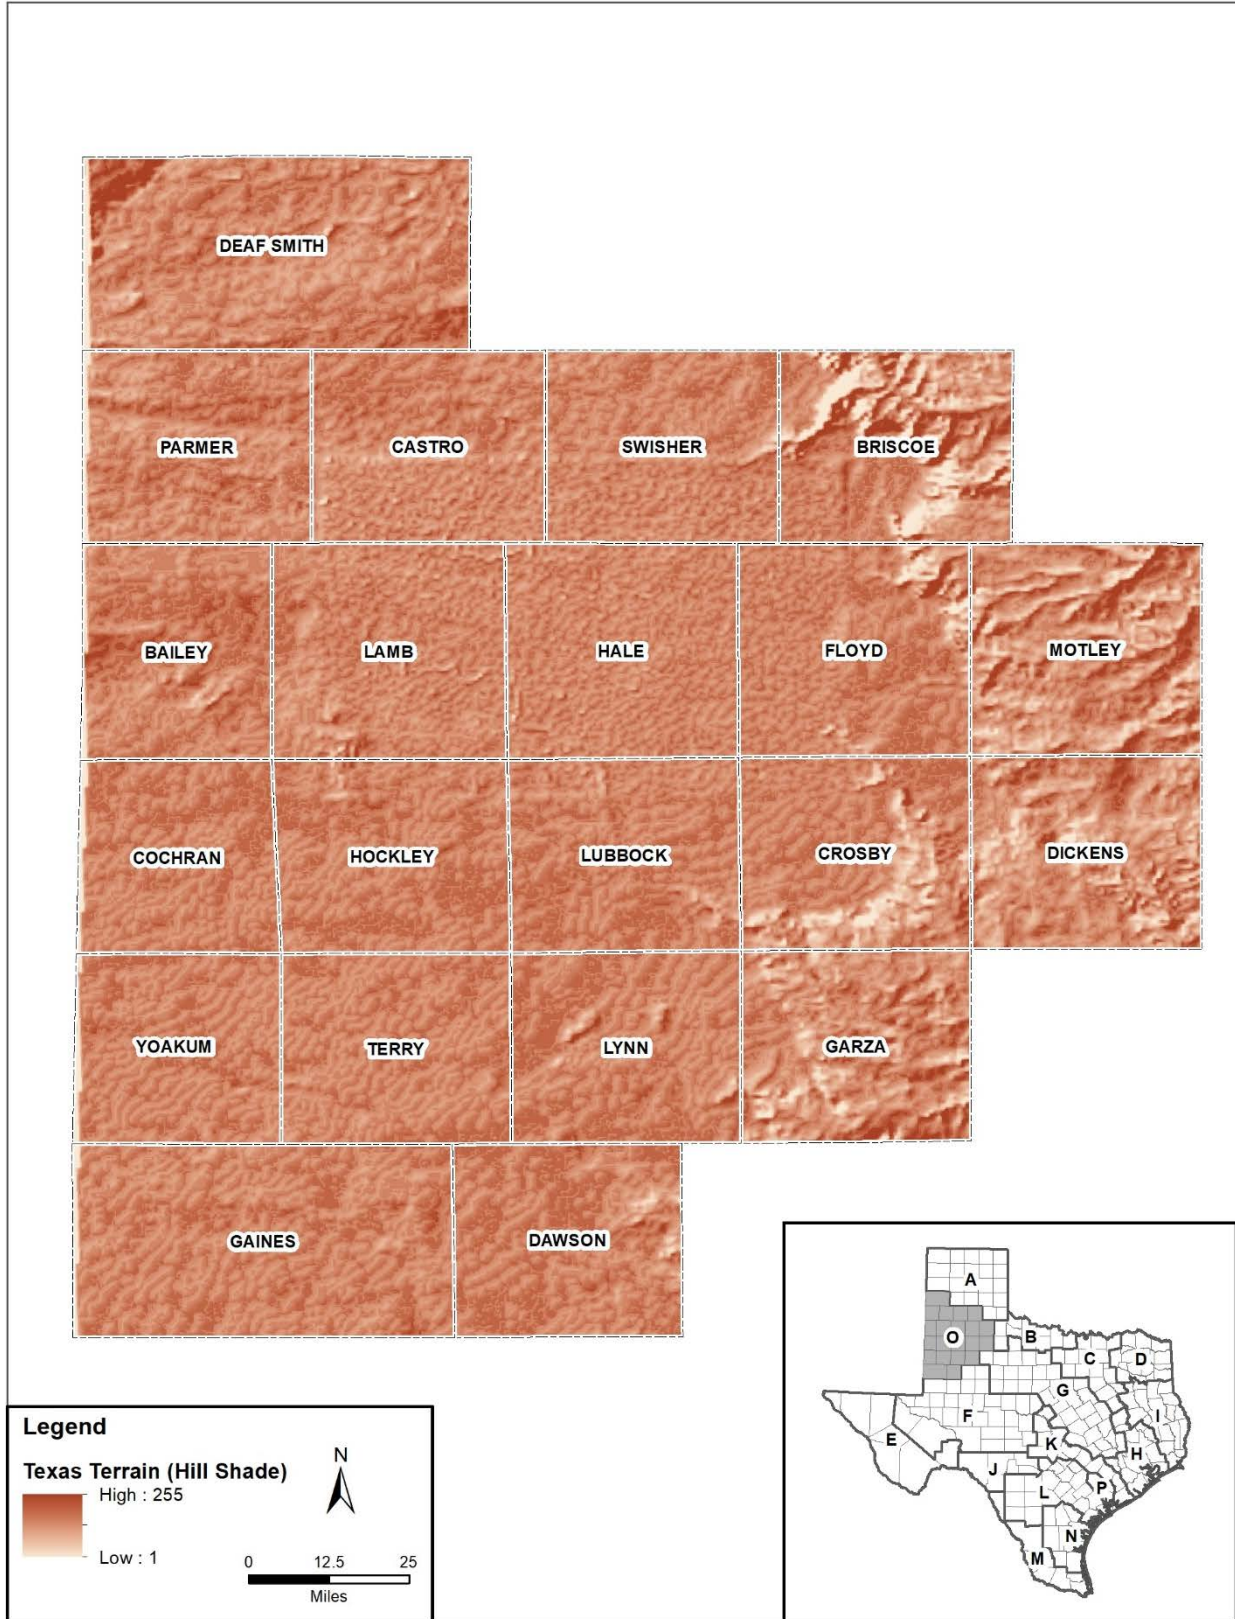 DEAF SMITH
PARMER
CASTRO
SWISHER
BRISCOE
BAILEY
LAMB
HALE
FLOYD
MOTLEY
COCHRAN
HOCKLEY
LUBBOCK
CROSBY
DICKENS
YOAKUM
TERRY
LYNN
GARZA
GAINES
DAWSON
Legend
Texas Terrain (Hill Shade)
High : 255
Low : 1
N
0 12.5 25
Miles
A
O
B
C
D
G
F
I
E
K
H
J
L
P
N
M